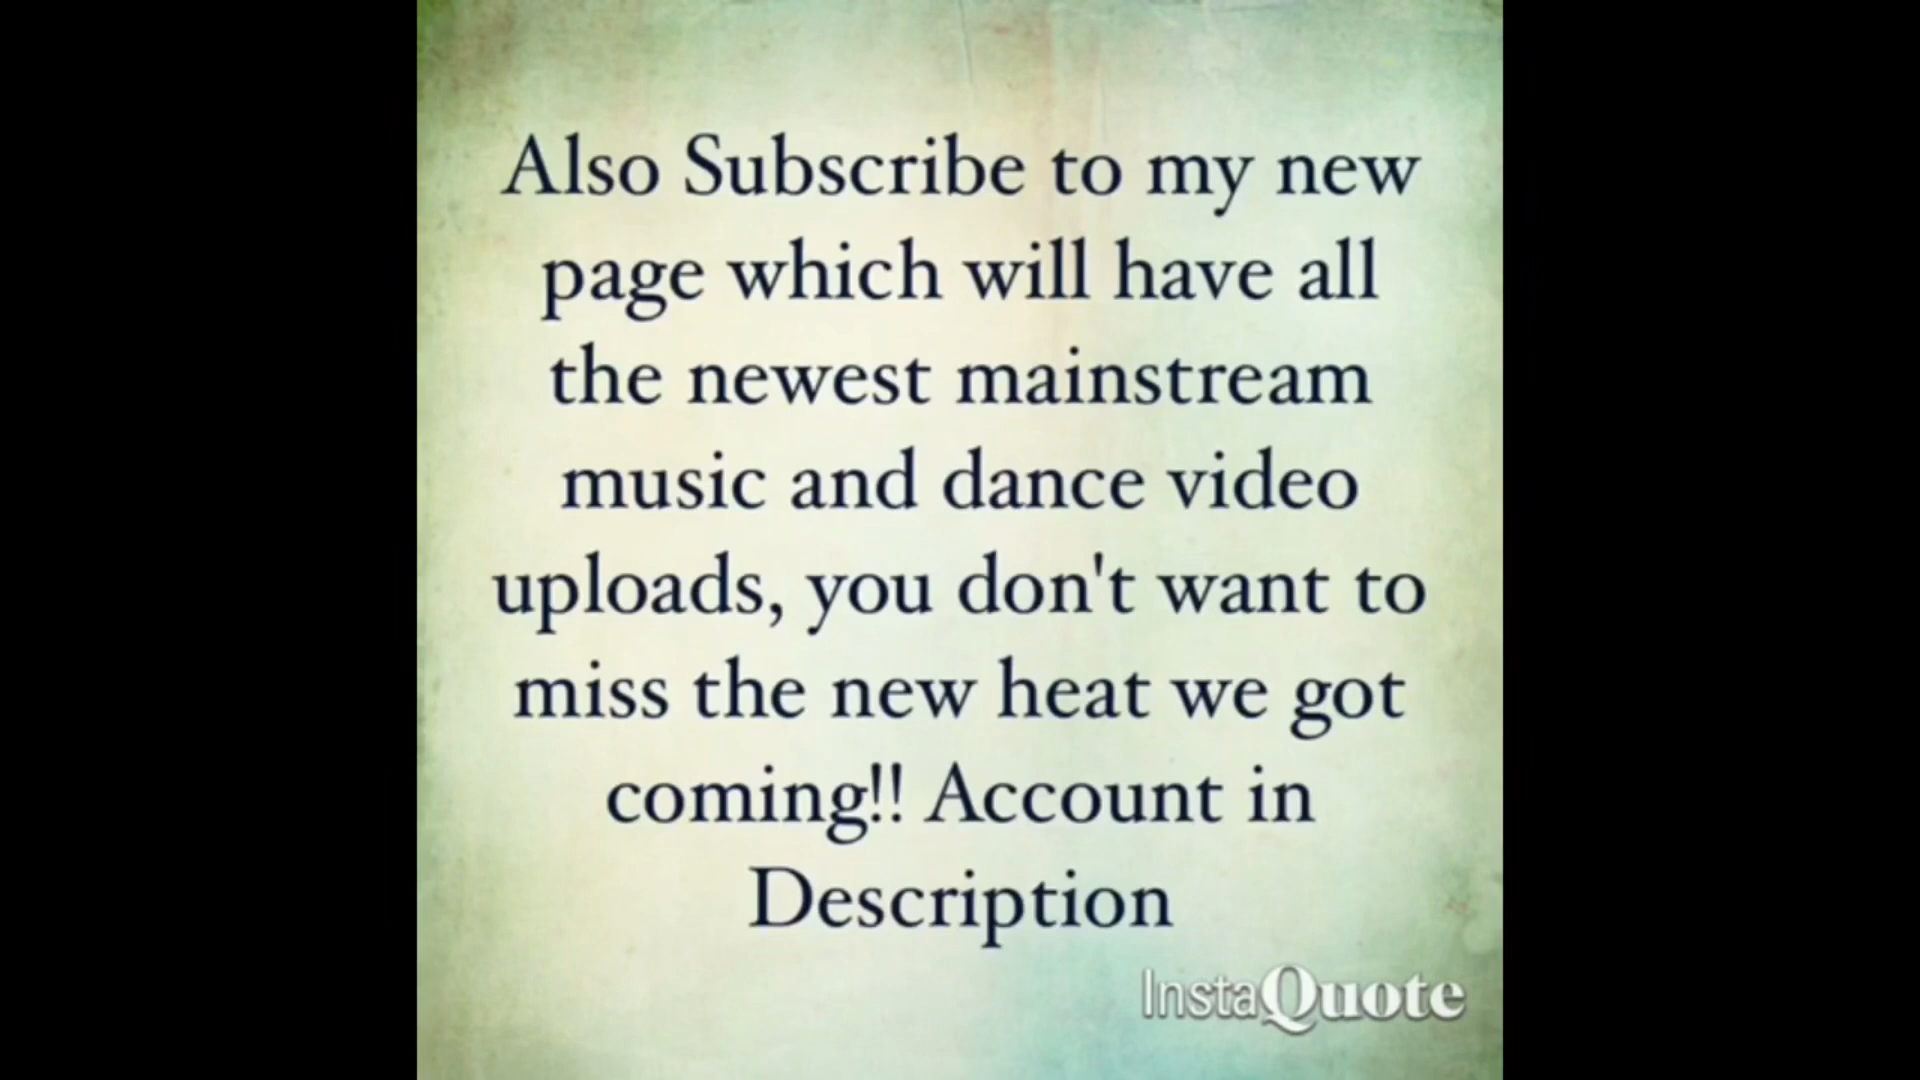 Also Subscribe to my new
page which will have all
the newest mainstream
music and dance video
uploads, you don't want to
miss the new heat we got
coming!! Account in
Description
InstaQuote